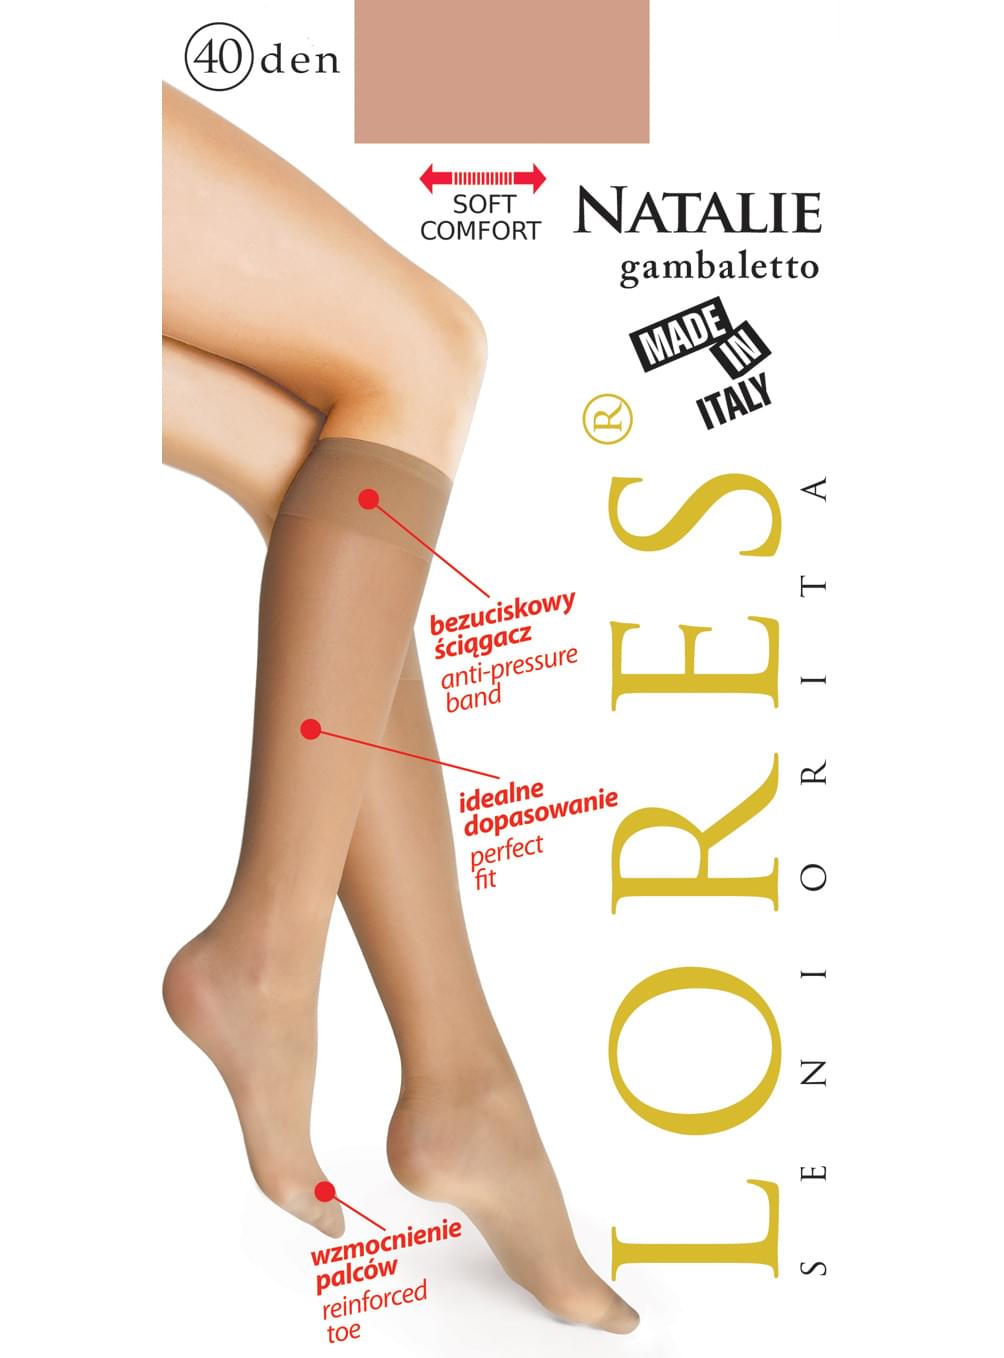 40 den
SOFT
COMFORT
NATALIE
gambaletto
MADE
IN
ITALY
LORES®
SENIORITA
bezuciskowy
ściągacz
anti-pressure
band
idealne
dopasowanie
perfect
fit
wzmocnienie
palców
reinforced
toe